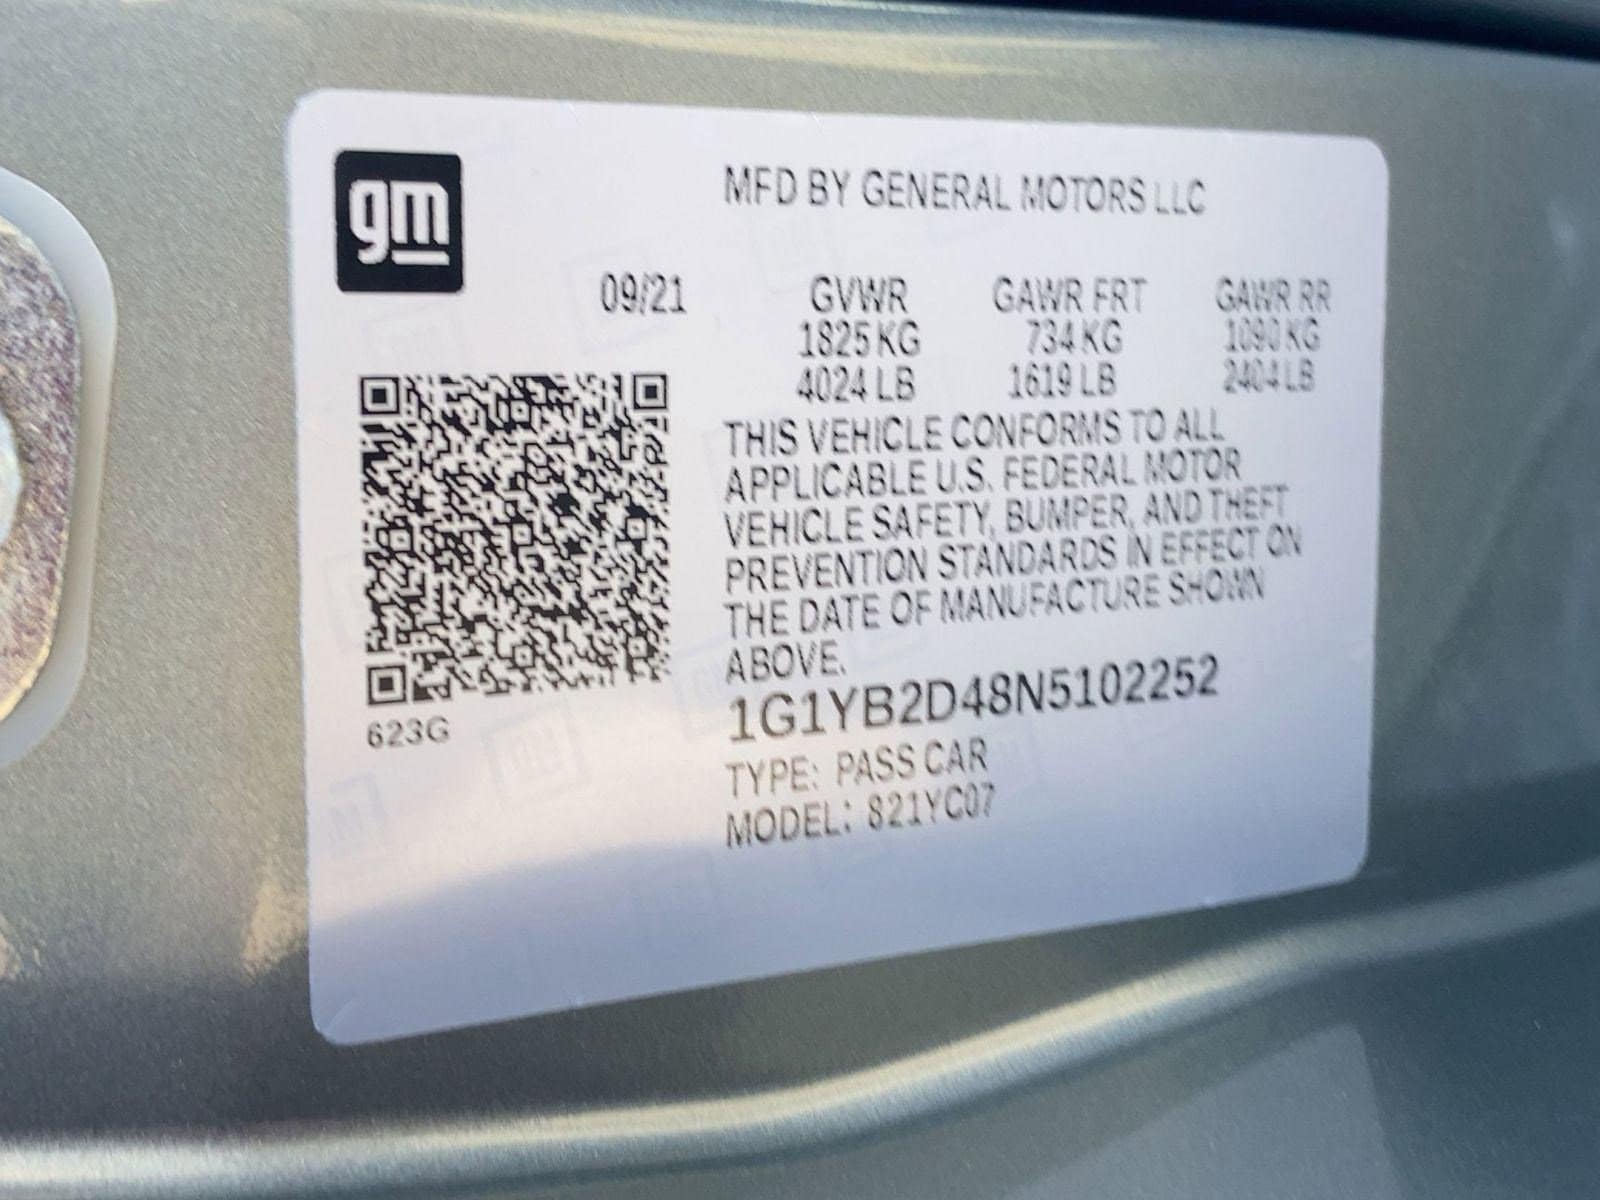 gm
MFD BY GENERAL MOTORS LLC
09/21 GVWR GAWR FRT GAWR RR
1825 KG 734 KG 1090 KG
4024 LB 1619 LB 2404 LB
THIS VEHICLE CONFORMS TO ALL
APPLICABLE U.S. FEDERAL MOTOR
VEHICLE SAFETY, BUMPER, AND THEFT
PREVENTION STANDARDS IN EFFECT ON
THE DATE OF MANUFACTURE SHOWN
ABOVE.
1G1YB2D48N5102252
623G
TYPE: PASS CAR
MODEL: 821YC07